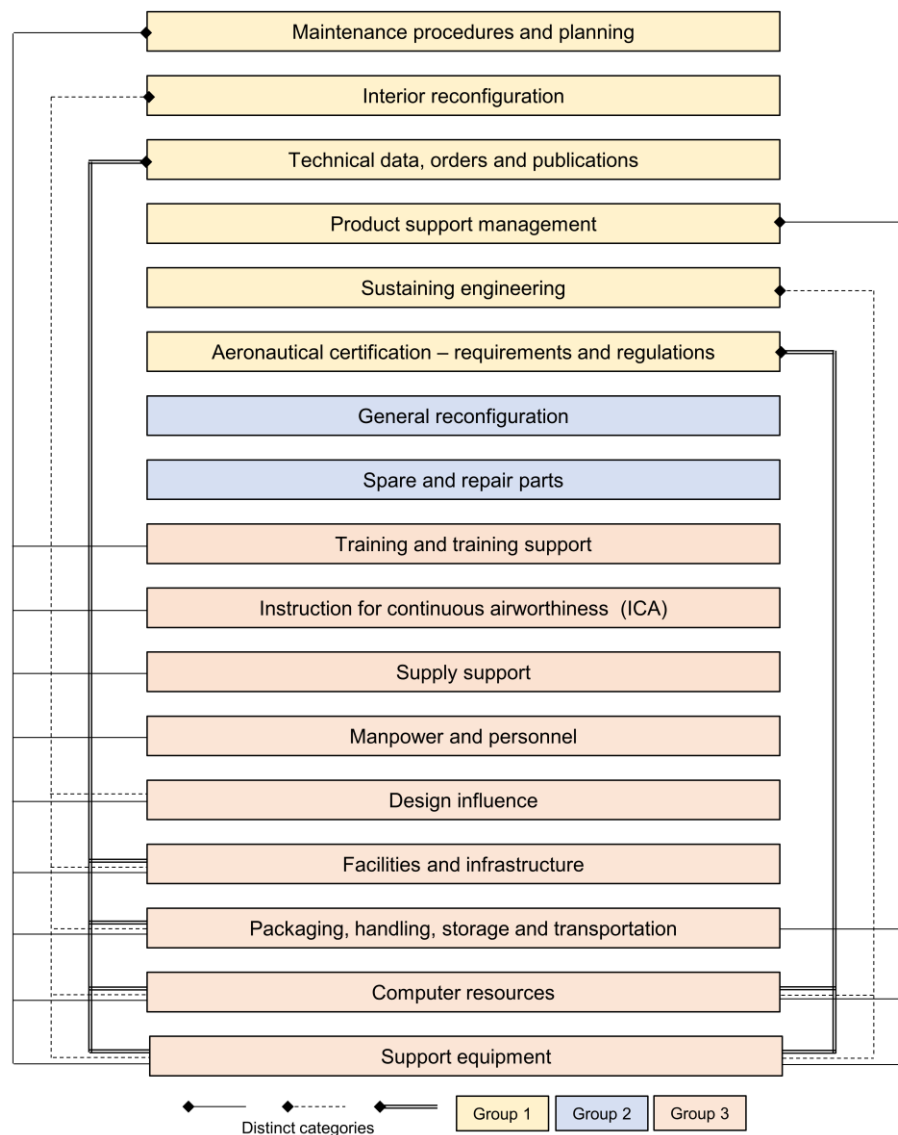 Maintenance procedures and planning
Interior reconfiguration
Technical data, orders and publications
Product support management
Sustaining engineering
Aeronautical certification – requirements and regulations
General reconfiguration
Spare and repair parts
Training and training support
Instruction for continuous airworthiness (ICA)
Supply support
Manpower and personnel
Design influence
Facilities and infrastructure
Packaging, handling, storage and transportation
Computer resources
Support equipment
Distinct categories
Group 1
Group 2
Group 3